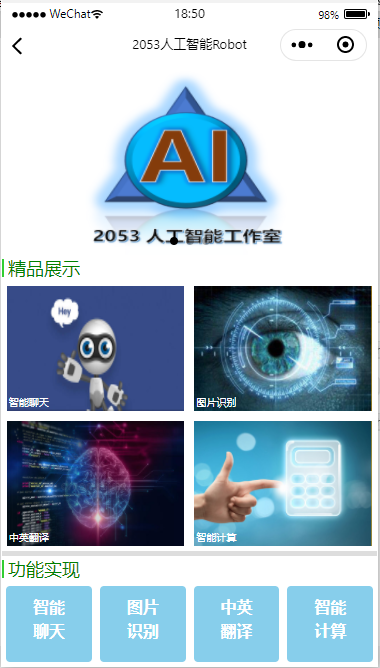 WeChat 18:50 98%
2053人工智能Robot
AI
2053 人工智能工作室
精品展示
Hey
智能聊天
图片识别
中英翻译
智能计算
功能实现
智能 图片 中英 智能
聊天 识别 翻译 计算